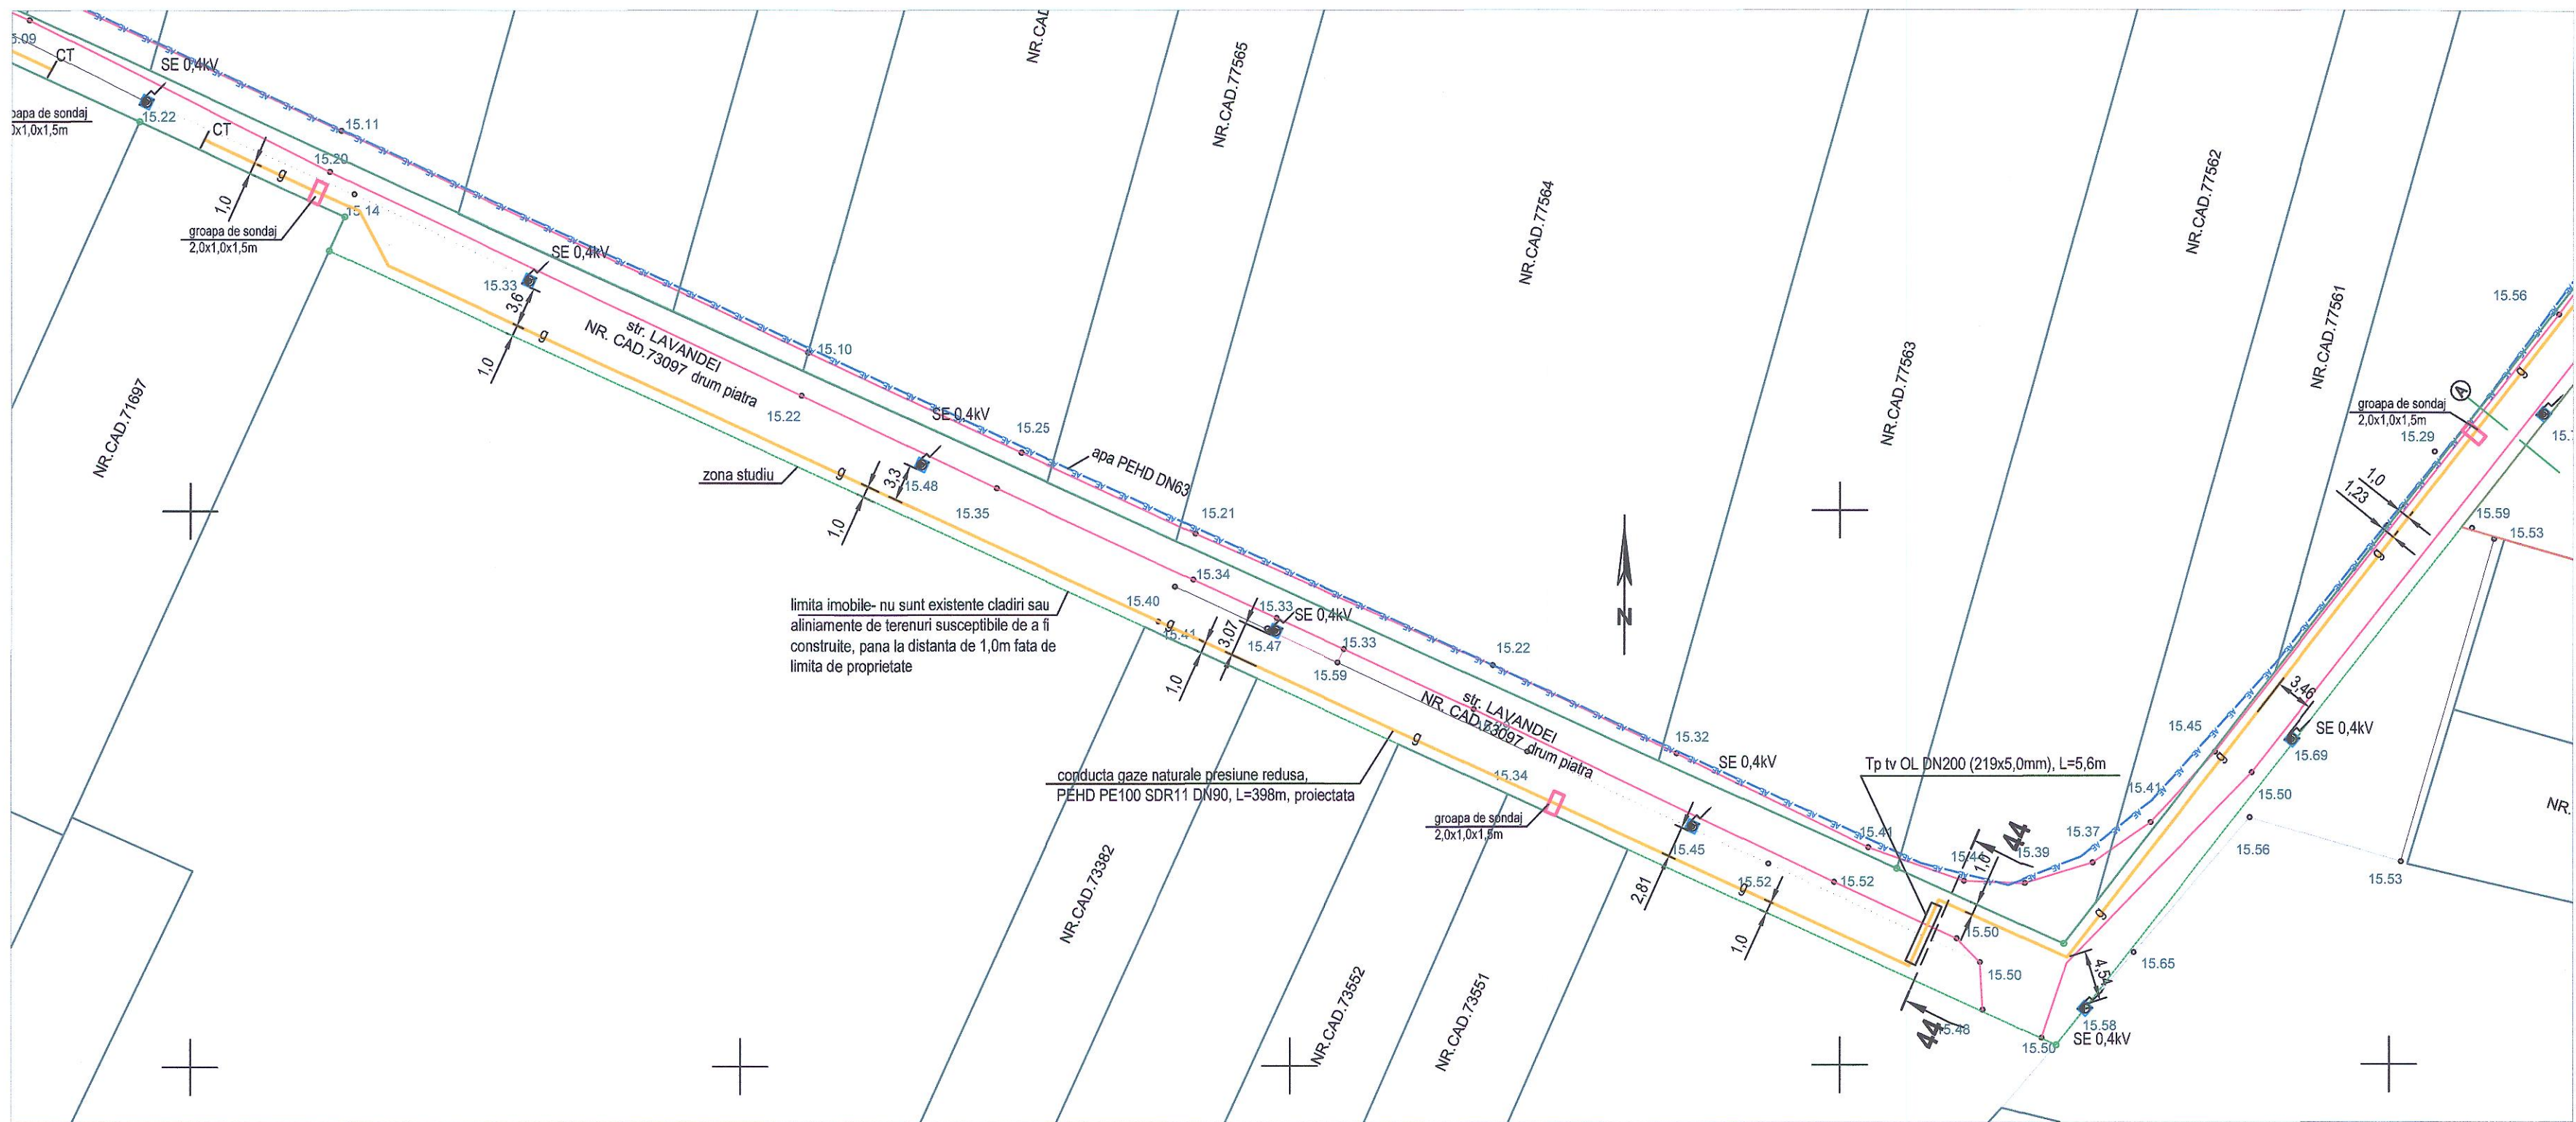 CT
SE 0,4kV
15.22
15.11
CT
15.20
g
1,0
15.14
groapa de sondaj
2,0x1,0x1,5m
SE 0,4kV
15.33
3,6
g
1,0
str. LAVANDEI
NR. CAD.73097 drum piatra
15.10
15.22
NR.CAD.77565
NR.CAD.77564
NR.CAD.77562
NR.CAD.77561
NR.CAD.77563
NR.CAD.71697
SE 0,4kV
15.25
apa PEHD DN63
15.21
zona studiu
g
3,3
15.48
1,0
15.35
15.34
limita imobile- nu sunt existente cladiri sau
aliniamente de terenuri susceptibile de a fi
construite, pana la distanta de 1,0m fata de
limita de proprietate
15.40
g
15.41
1,0
3,07
15.33
SE 0,4kV
15.47
15.33
15.59
15.22
N
str. LAVANDEI
NR. CAD.73097 drum piatra
g
15.34
conducta gaze naturale presiune redusa,
PEHD PE100 SDR11 DN90, L=398m, proiectata
groapa de sondaj
2,0x1,0x1,5m
15.32
SE 0,4kV
15.45
2,81
15.52
g
1,0
15.52
15.41
Tp tv OL DN200 (219x5,0mm), L=5,6m
15.44
1,0
44
15.39
15.37
15.41
15.45
15.50
15.50
44
15.48
15.50
15.58
SE 0,4kV
4,54
15.65
g
g
15.50
15.56
15.53
15.69
SE 0,4kV
3,46
g
1,23
1,0
15.29
groapa de sondaj
2,0x1,0x1,5m
A
g
15.56
15.59
15.53
NR.CAD.73382
NR.CAD.73552
NR.CAD.73551